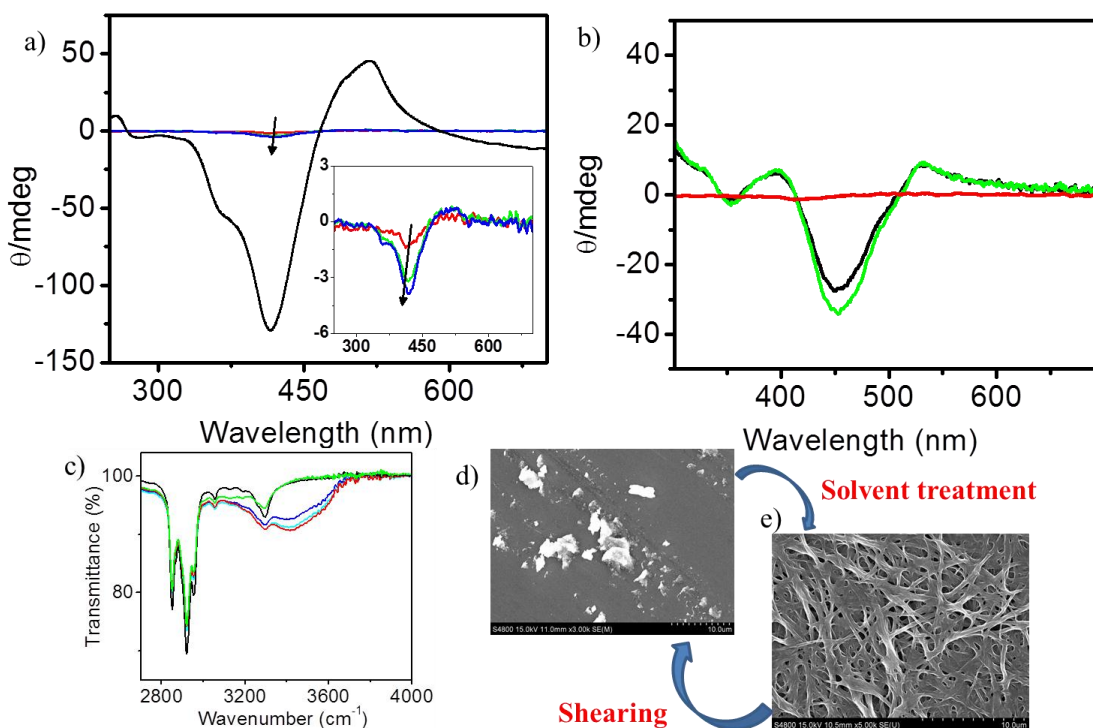 a)
50
0
-50
-100
-150
θ/mdeg
300
450
600
Wavelength (nm)
3
0
-3
-6
250
450
600
b)
40
20
0
-20
-40
θ/mdeg
400
500
600
Wavelength (nm)
c)
100
80
Transmittance (%)
2800
3200
3600
4000
Wavenumber (cm⁻¹)
d)
S4800 15.0kV 11.0mm x3.00k SE(M)
10.0um
Solvent treatment
e)
S4800 15.0kV 10.5mm x5.00k SE(U)
10.0um
Shearing